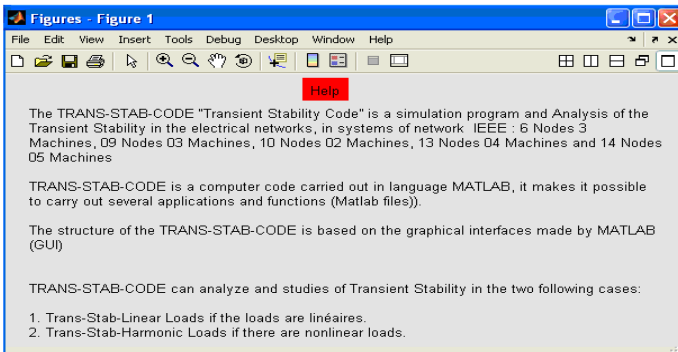 Figures - Figure 1
File Edit View Insert Tools Debug Desktop Window Help
Help
The TRANS-STAB-CODE "Transient Stability Code" is a simulation program and Analysis of the
Transient Stability in the electrical networks, in systems of network IEEE : 6 Nodes 3
Machines, 09 Nodes 03 Machines, 10 Nodes 02 Machines, 13 Nodes 04 Machines and 14 Nodes
05 Machines
TRANS-STAB-CODE is a computer code carried out in language MATLAB, it makes it possible
to carry out several applications and functions (Matlab files)).
The structure of the TRANS-STAB-CODE is based on the graphical interfaces made by MATLAB
(GUI)
TRANS-STAB-CODE can analyze and studies of Transient Stability in the two following cases:
1. Trans-Stab-Linear Loads if the loads are linéaires.
2. Trans-Stab-Harmonic Loads if there are nonlinear loads.